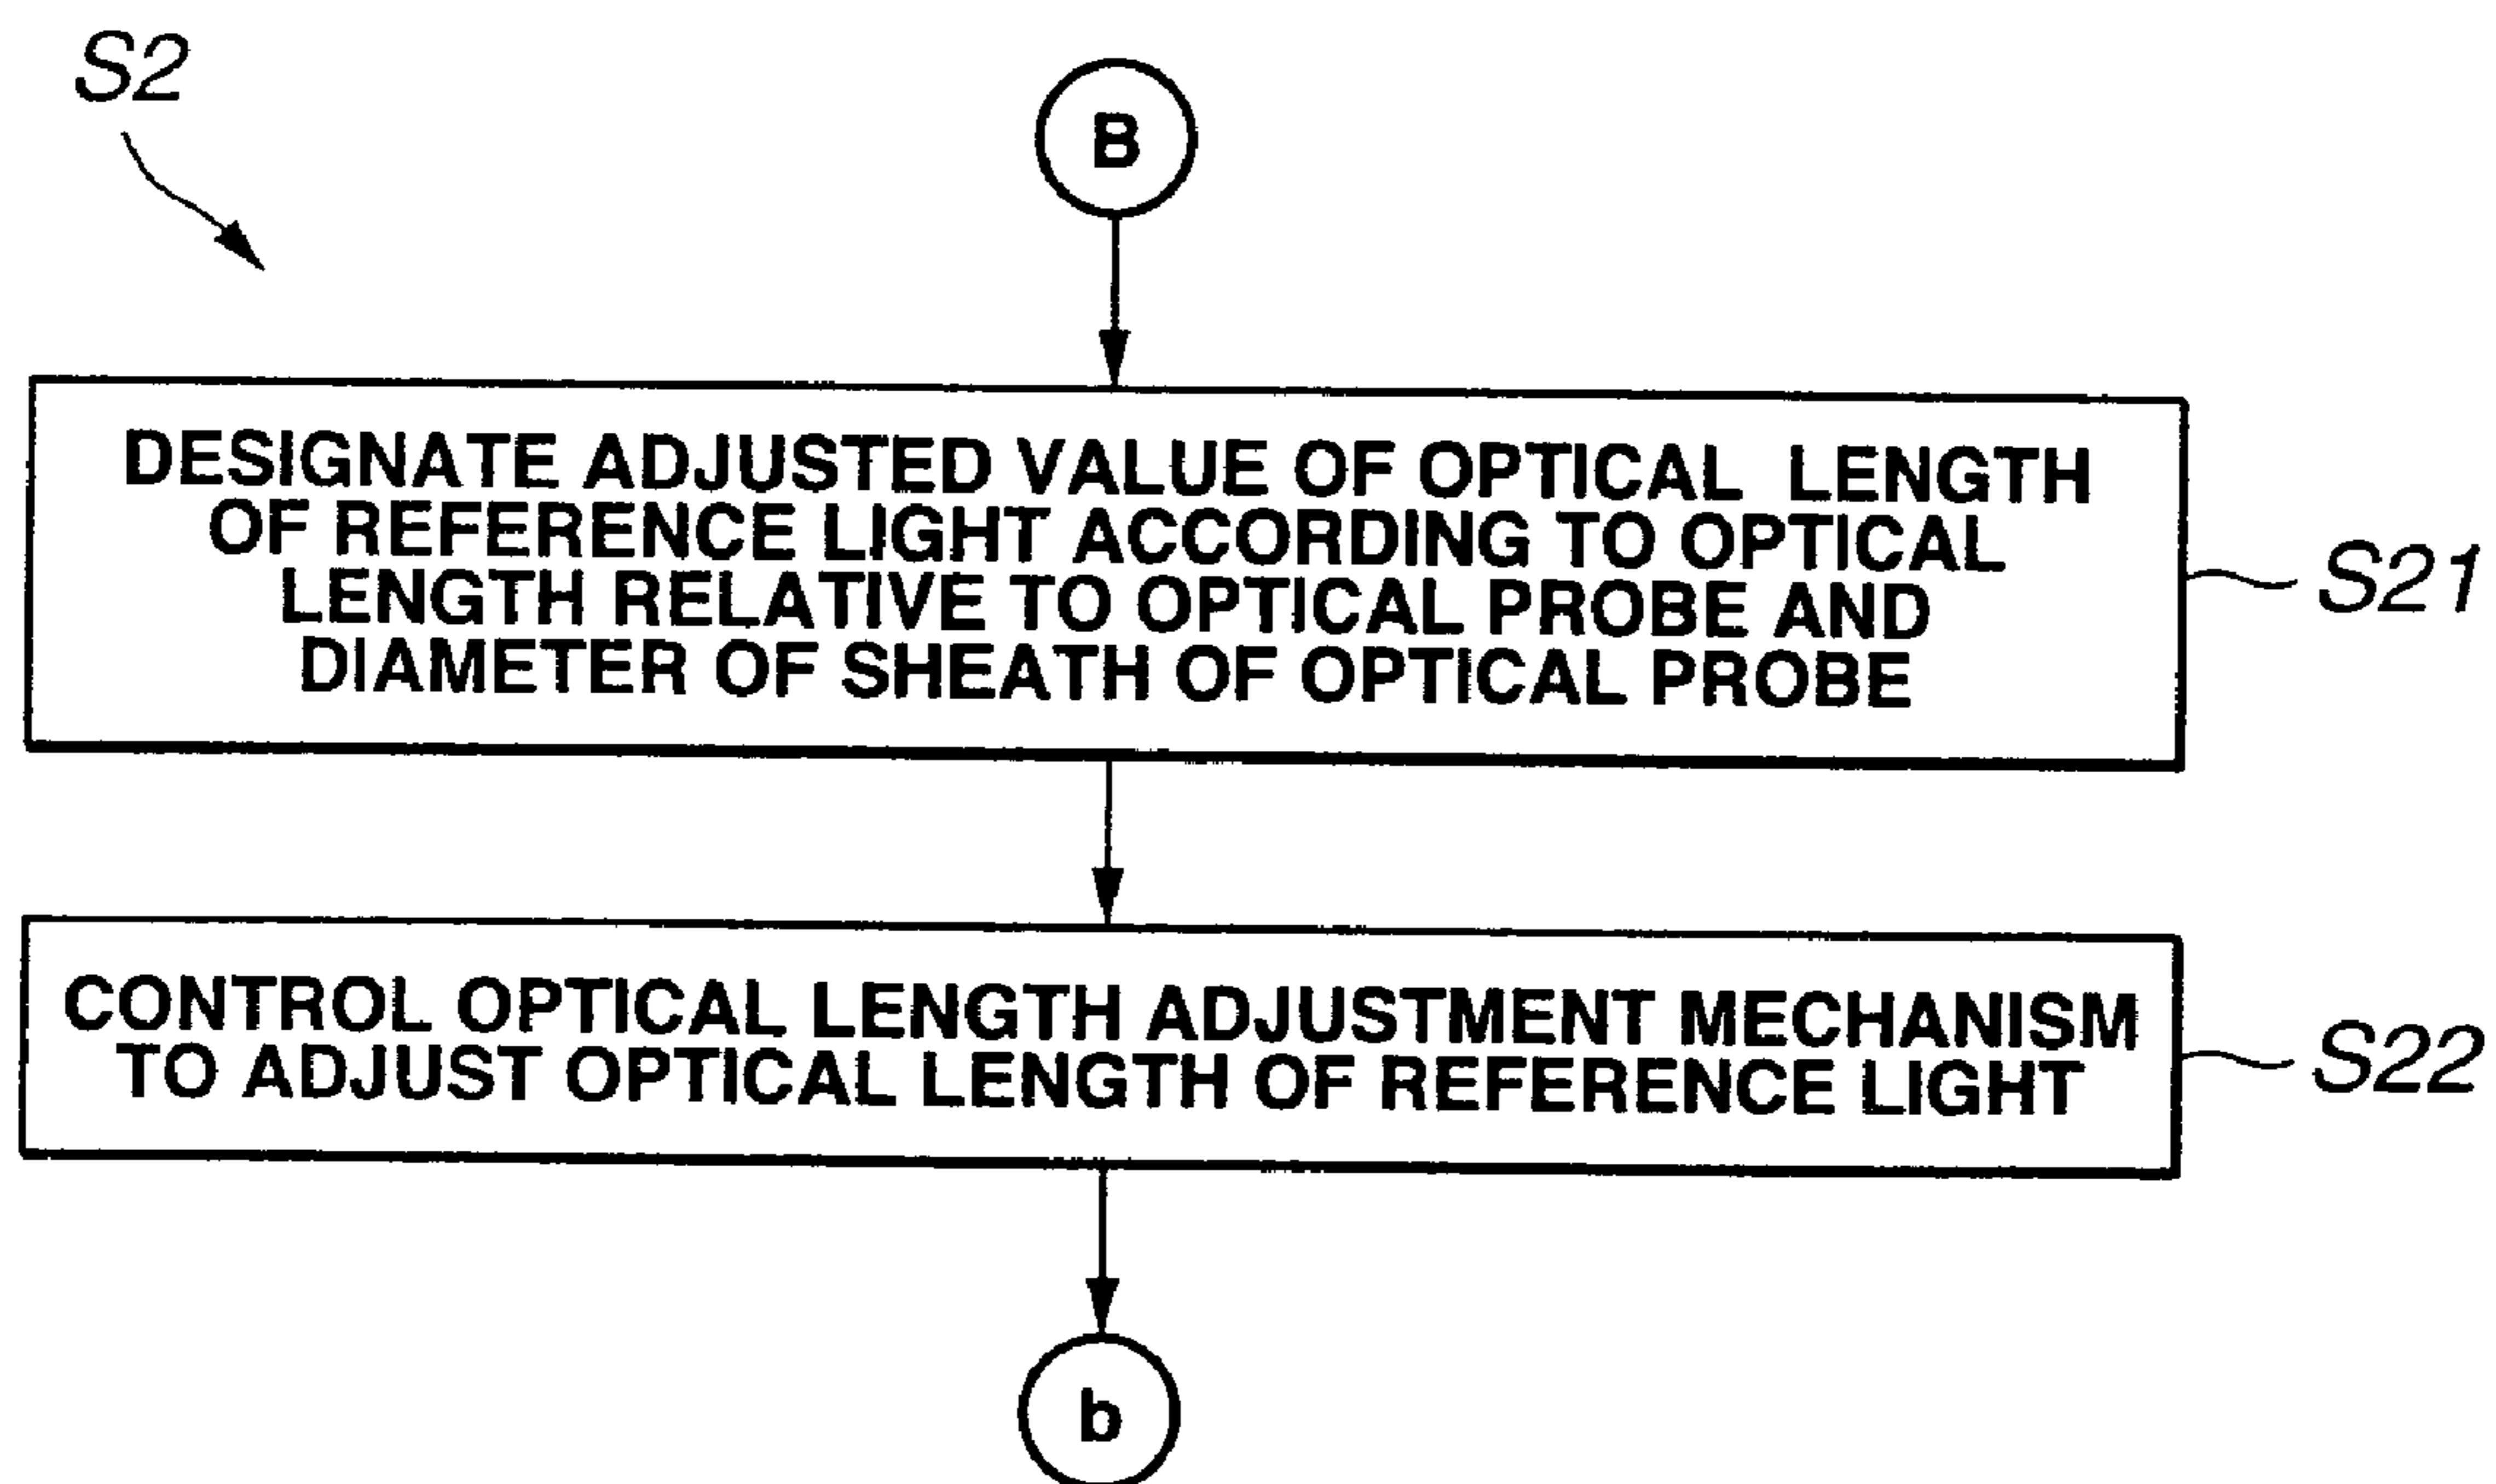 S2
B
DESIGNATE ADJUSTED VALUE OF OPTICAL LENGTH
OF REFERENCE LIGHT ACCORDING TO OPTICAL
LENGTH RELATIVE TO OPTICAL PROBE AND
DIAMETER OF SHEATH OF OPTICAL PROBE
S21
CONTROL OPTICAL LENGTH ADJUSTMENT MECHANISM
TO ADJUST OPTICAL LENGTH OF REFERENCE LIGHT
S22
b